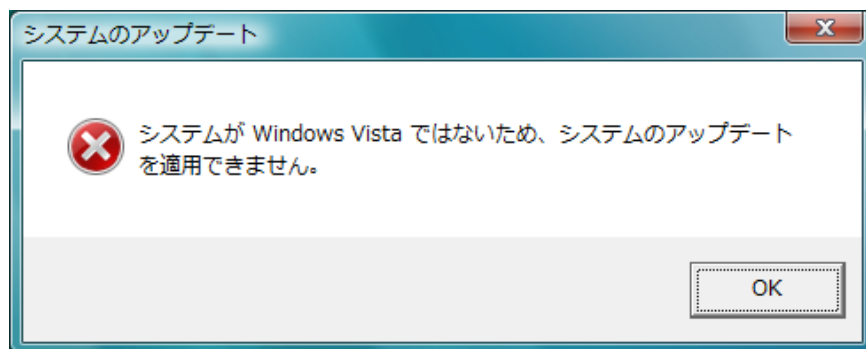 システムのアップデート
システムが Windows Vista ではないため、システムのアップデート
を適用できません。
OK